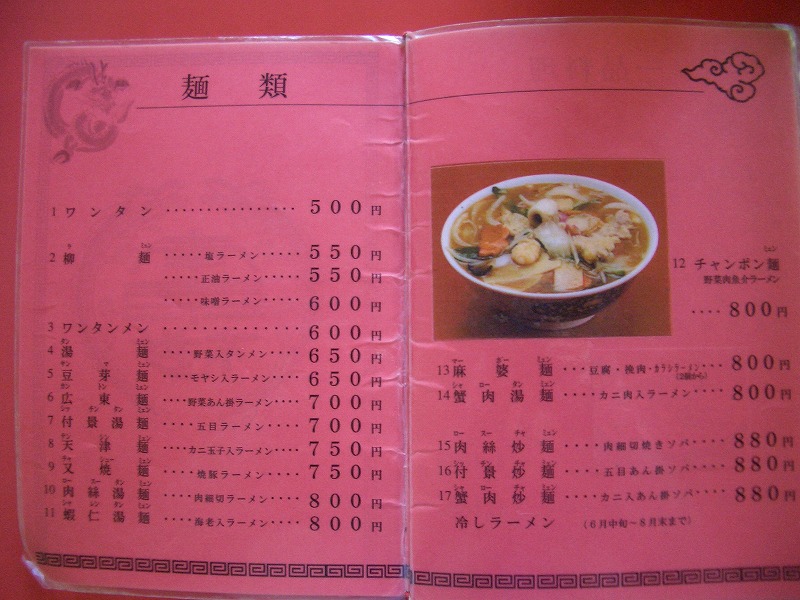 麺 類
1 ワンタン ················ 500円
2 柳麺 ·····塩ラーメン····· 550円
·····正油ラーメン···· 550円
·····味噌ラーメン···· 600円
3 ワンタンメン ·············· 600円
4 湯麺 ····野菜入タンメン···· 650円
5 豆芽麺 ····モヤシ入ラーメン···· 650円
6 広東麺 ····野菜あん掛ラーメン··· 700円
7 付景湯麺 ····五目ラーメン···· 700円
8 天津麺 ····カニ玉子入ラーメン··· 750円
9 叉焼麺 ····焼豚ラーメン···· 750円
10 肉絲湯麺 ····肉細切ラーメン···· 800円
11 蝦仁湯麺 ····海老入ラーメン···· 800円
12 チャンポン麺
野菜肉魚介ラーメン
···· 800円
13 麻婆麺 ···豆腐・挽肉・カラシラーメン··· 800円
14 蟹肉湯麺 ···カニ肉入ラーメン···· 800円
15 肉絲炒麺 ····肉細切焼きソバ···· 880円
16 付景炒麺 ····五目あん掛ソバ···· 880円
17 蟹肉炒麺 ····カニ入あん掛ソバ···· 880円
冷しラーメン (6月中旬〜8月末まで)